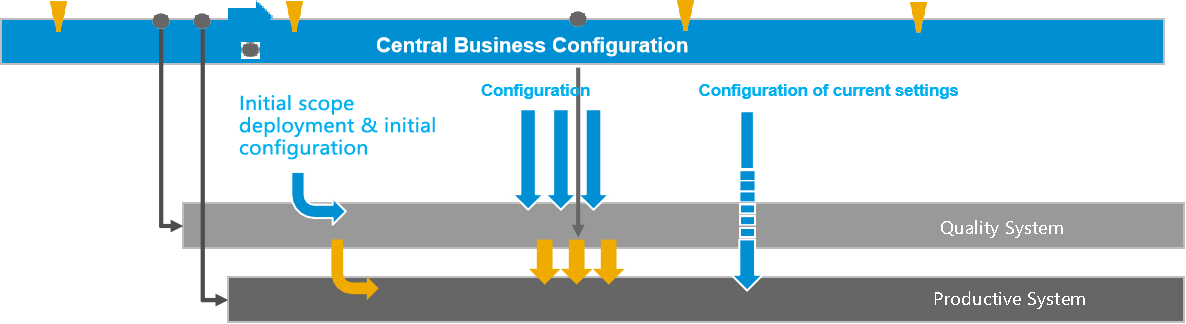 Central Business Configuration
Configuration
Configuration of current settings
Initial scope
deployment & initial
configuration
Quality System
Productive System